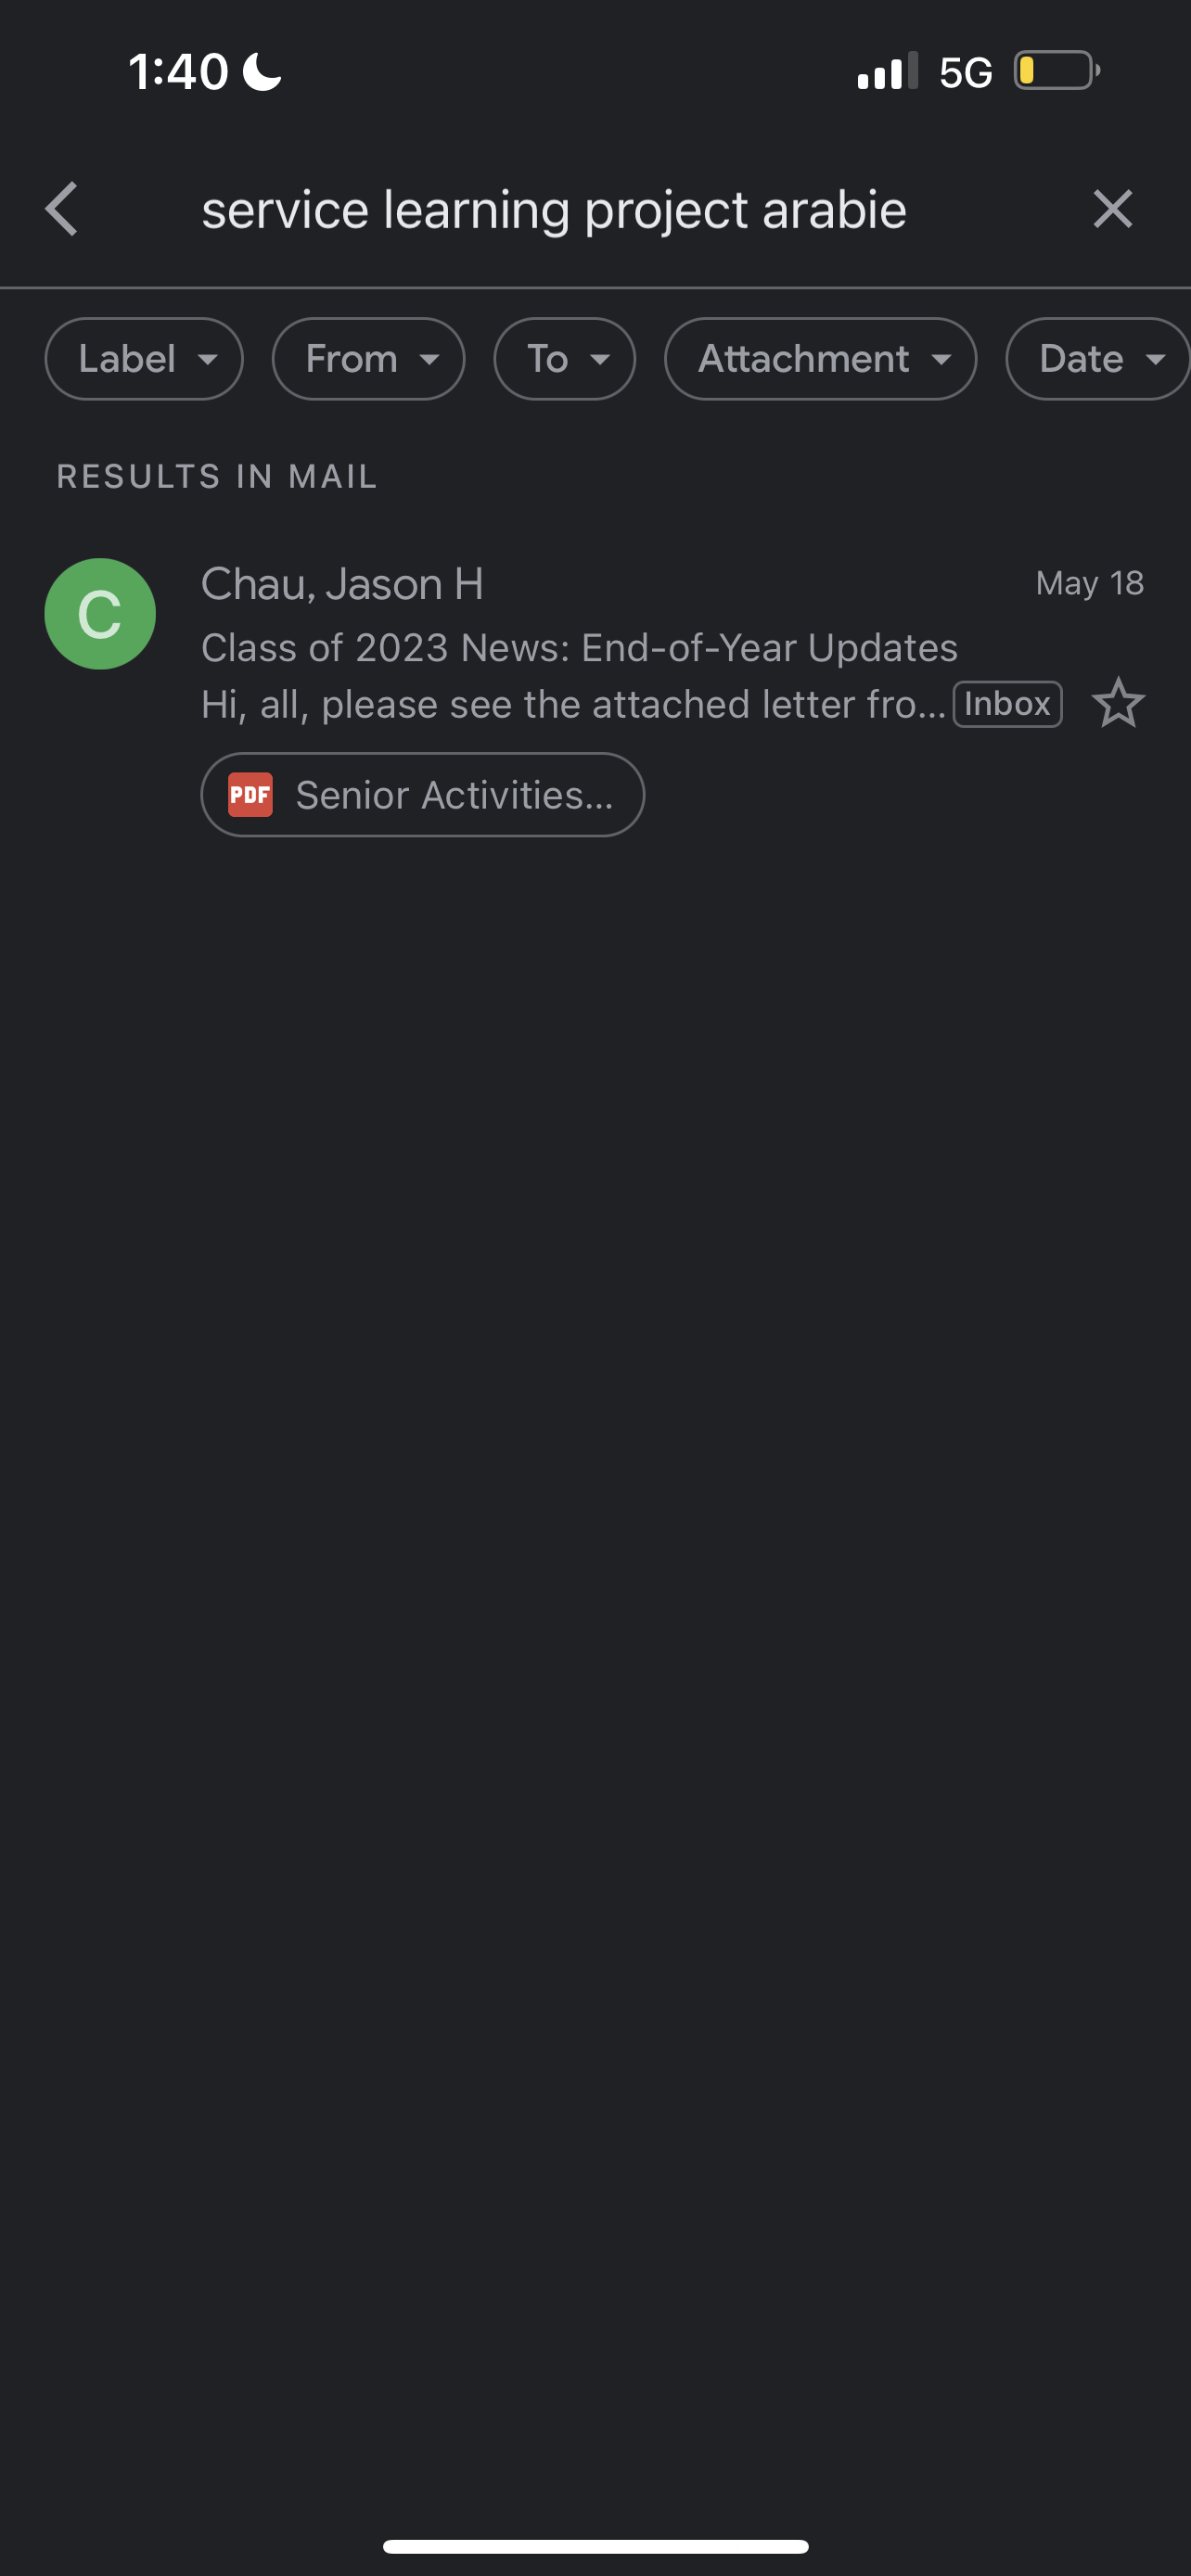 1:40 5G
service learning project arabie
Label From To Attachment Date
RESULTS IN MAIL
C Chau, Jason H May 18
Class of 2023 News: End-of-Year Updates
Hi, all, please see the attached letter fro... Inbox
PDF Senior Activities...